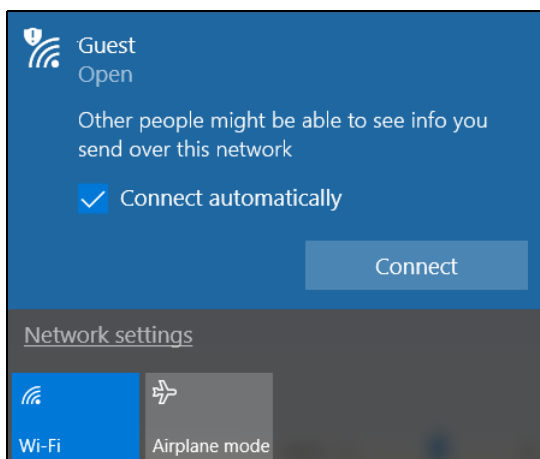 Guest
Open
Other people might be able to see info you
send over this network
Connect automatically
Connect
Network settings
Wi-Fi
Airplane mode